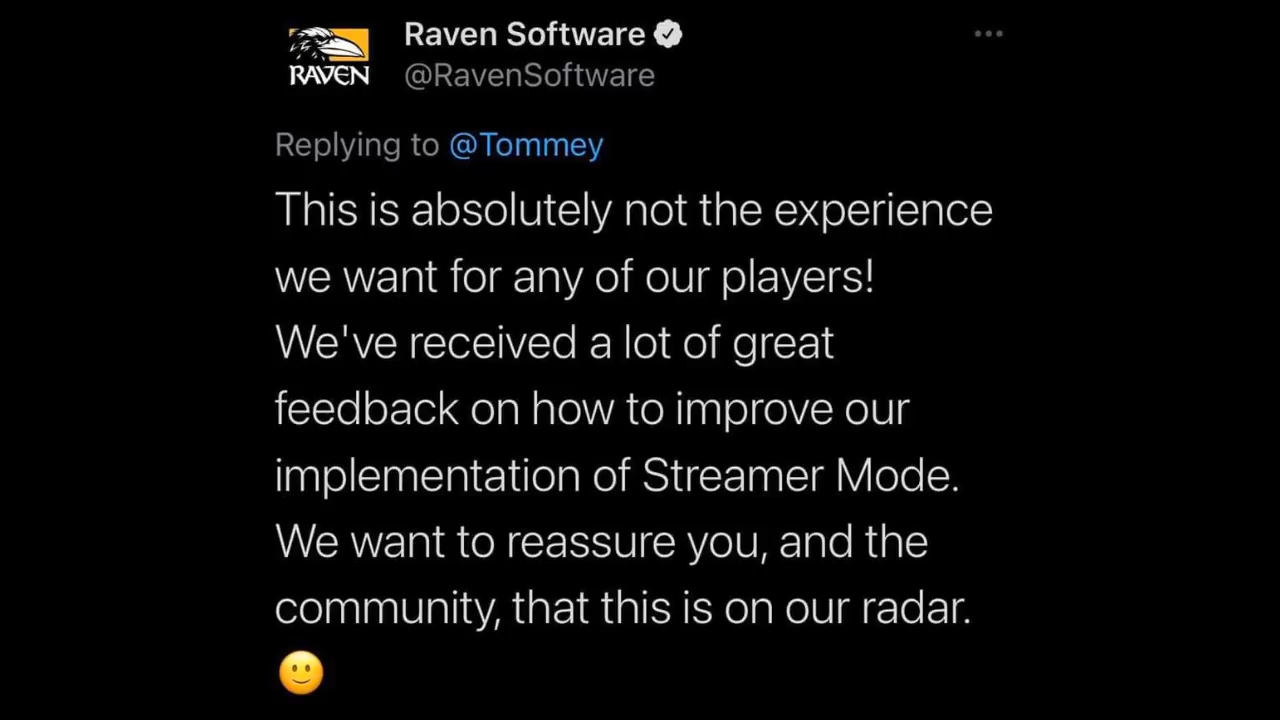 Raven Software
RAVEN
@RavenSoftware
Replying to @Tommey
This is absolutely not the experience
we want for any of our players!
We've received a lot of great
feedback on how to improve our
implementation of Streamer Mode.
We want to reassure you, and the
community, that this is on our radar.
🙂